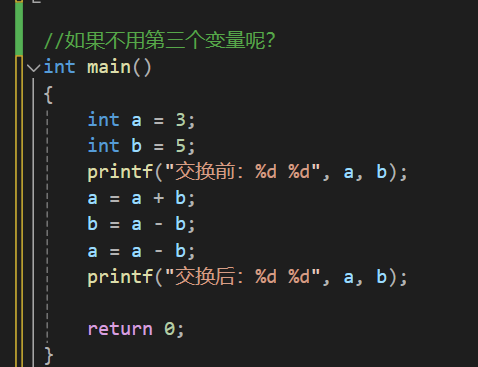 //如果不用第三个变量呢？
int main()
{
int a = 3;
int b = 5;
printf("交换前：%d %d", a, b);
a = a + b;
b = a - b;
a = a - b;
printf("交换后：%d %d", a, b);
return 0;
}